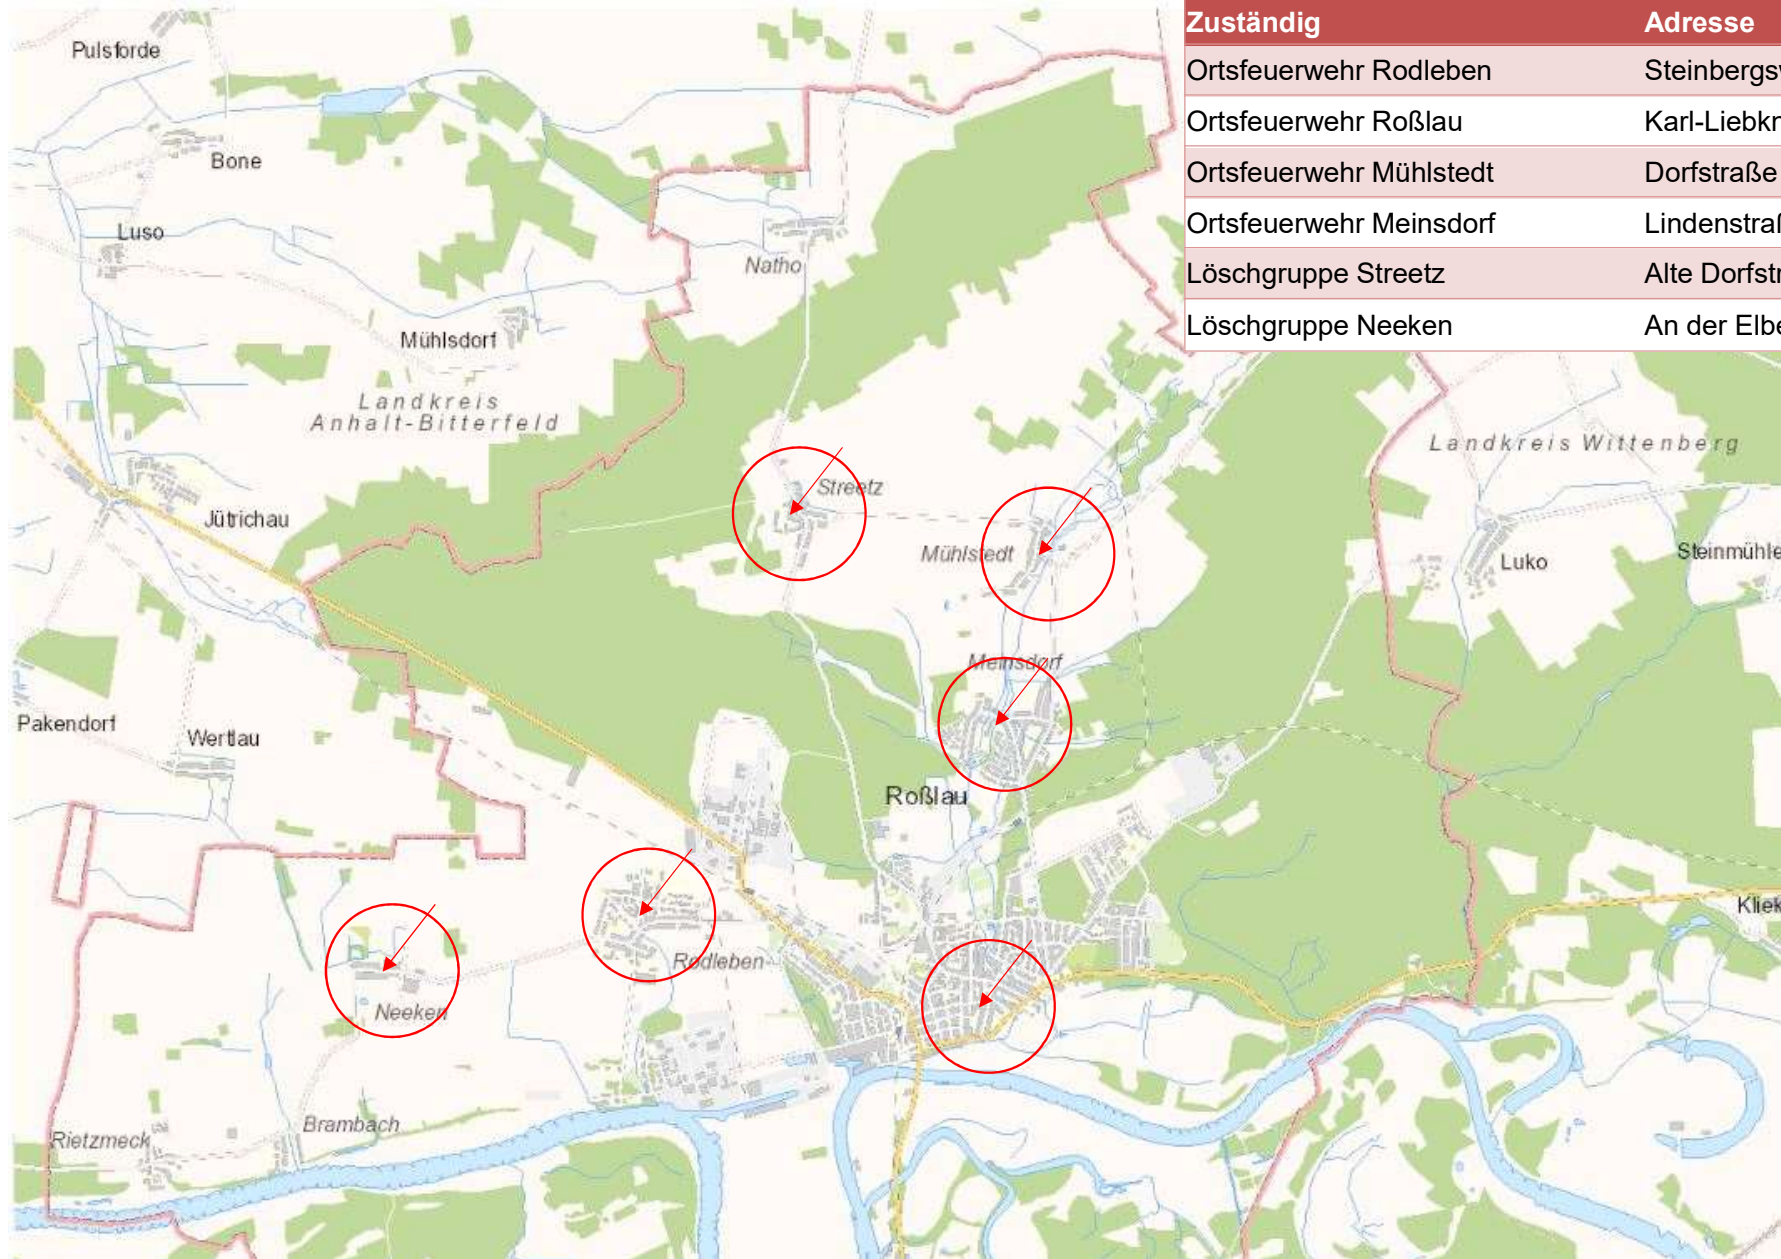 Zuständig Adresse
Ortsfeuerwehr Rodleben
Ortsfeuerwehr Roßlau
Ortsfeuerwehr Mühlstedt Dorfstraße
Ortsfeuerwehr Meinsdorf
Löschgruppe Streetz Alte
Löschgruppe Neeken An der
Pulsforde
Bone
Luso
Natho
Mühlsdorf
Landkreis
Anhalt-Bitterfeld
Landkreis Wittenberg
Streetz
Jütrichau
Mühlstedt
Luko
Steinmühle
Meinsdorf
Pakendorf
Wertlau
Roßlau
Rodleben
Neeken
Brambach
Rietzmeck